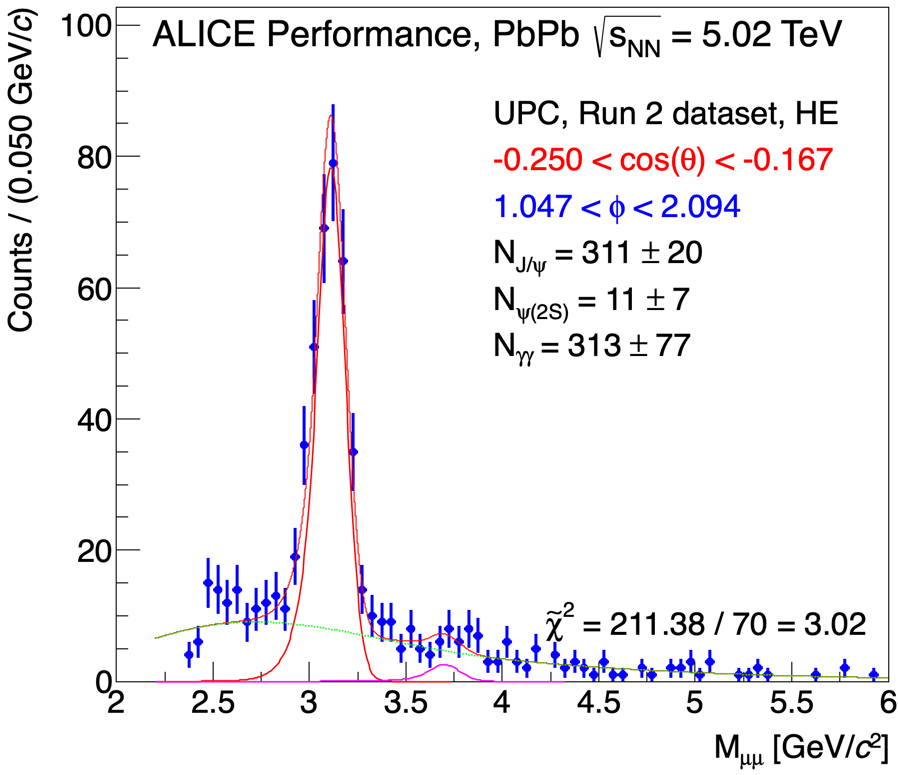 ALICE Performance, PbPb √s_NN = 5.02 TeV
UPC, Run 2 dataset, HE
-0.250 < cos(θ) < -0.167
1.047 < ϕ < 2.094
N_J/ψ = 311 ± 20
N_ψ(2S) = 11 ± 7
N_γγ = 313 ± 77
χ̃² = 211.38 / 70 = 3.02
Counts / (0.050 GeV/c)
100
80
60
40
20
0
2 2.5 3 3.5 4 4.5 5 5.5 6
M_μμ [GeV/c²]